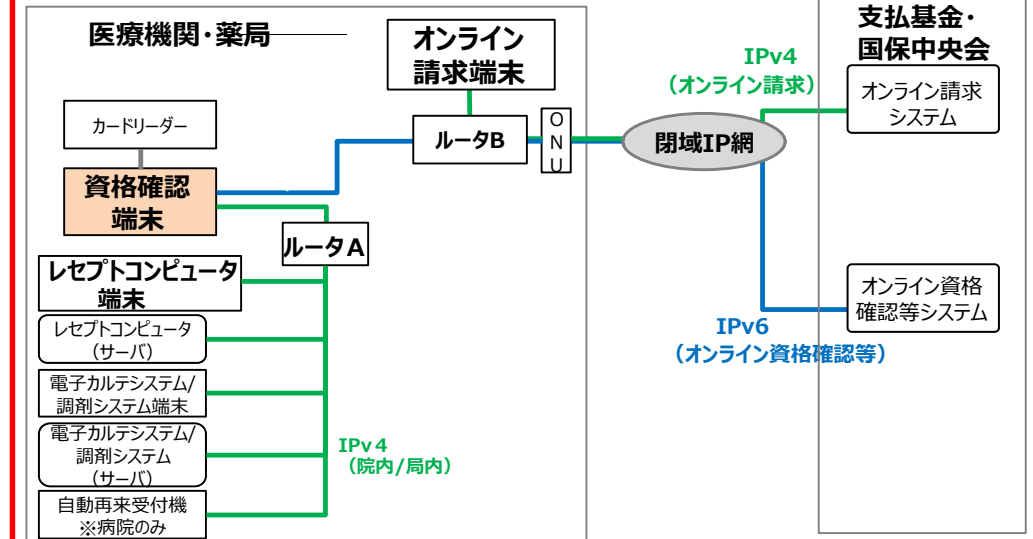 医療機関・薬局
オンライン
請求端末
支払基金・
国保中央会
IPv4
（オンライン請求）
オンライン請求
システム
カードリーダー
ルータB
O
N
U
閉域IP網
資格確認
端末
ルータA
レセプトコンピュータ
端末
オンライン資格
確認等システム
レセプトコンピュータ
(サーバ)
IPv6
（オンライン資格確認等）
電子カルテシステム/
調剤システム端末
電子カルテシステム/
調剤システム
(サーバ)
IPv４
（院内/局内）
自動再来受付機
※病院のみ